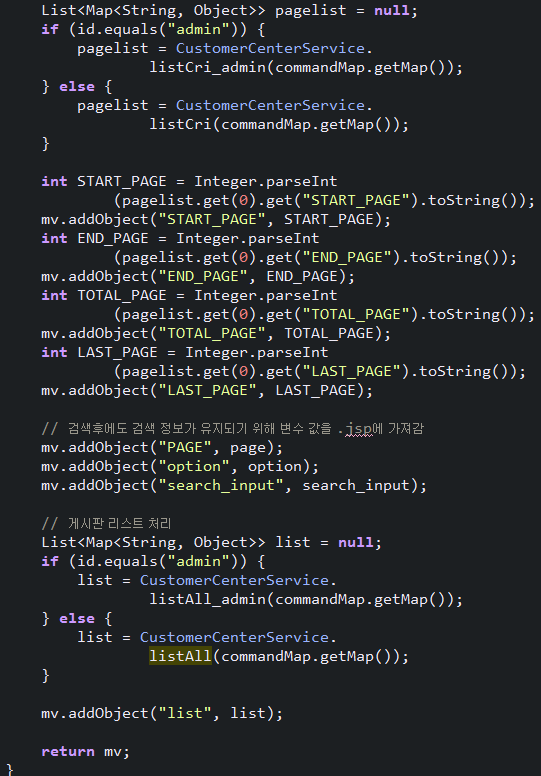 List<Map<String, Object>> pagelist = null;
if (id.equals("admin")) {
pagelist = CustomerCenterService.
listCri_admin(commandMap.getMap());
} else {
pagelist = CustomerCenterService.
listCri(commandMap.getMap());
}
int START_PAGE = Integer.parseInt
(pagelist.get(0).get("START_PAGE").toString());
mv.addObject("START_PAGE", START_PAGE);
int END_PAGE = Integer.parseInt
(pagelist.get(0).get("END_PAGE").toString());
mv.addObject("END_PAGE", END_PAGE);
int TOTAL_PAGE = Integer.parseInt
(pagelist.get(0).get("TOTAL_PAGE").toString());
mv.addObject("TOTAL_PAGE", TOTAL_PAGE);
int LAST_PAGE = Integer.parseInt
(pagelist.get(0).get("LAST_PAGE").toString());
mv.addObject("LAST_PAGE", LAST_PAGE);
// 검색후에도 검색 정보가 유지되기 위해 변수 값을 .jsp에 가져감
mv.addObject("PAGE", page);
mv.addObject("option", option);
mv.addObject("search_input", search_input);
// 게시판 리스트 처리
List<Map<String, Object>> list = null;
if (id.equals("admin")) {
list = CustomerCenterService.
listAll_admin(commandMap.getMap());
} else {
list = CustomerCenterService.
listAll(commandMap.getMap());
}
mv.addObject("list", list);
return mv;
}